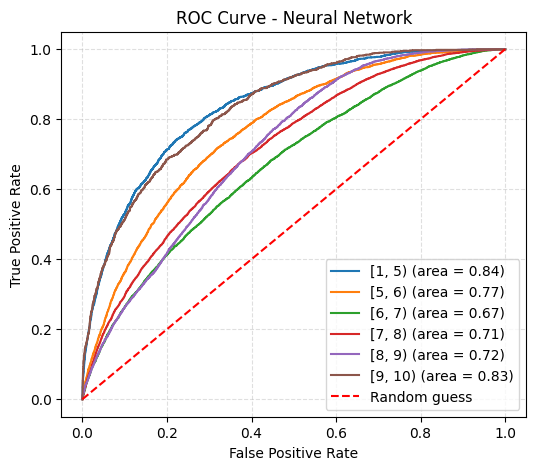 ROC Curve - Neural Network
True Positive Rate
1.0
0.8
0.6
0.4
0.2
0.0
[1, 5) (area = 0.84)
[5, 6) (area = 0.77)
[6, 7) (area = 0.67)
[7, 8) (area = 0.71)
[8, 9) (area = 0.72)
[9, 10) (area = 0.83)
Random guess
0.0 0.2 0.4 0.6 0.8 1.0
False Positive Rate